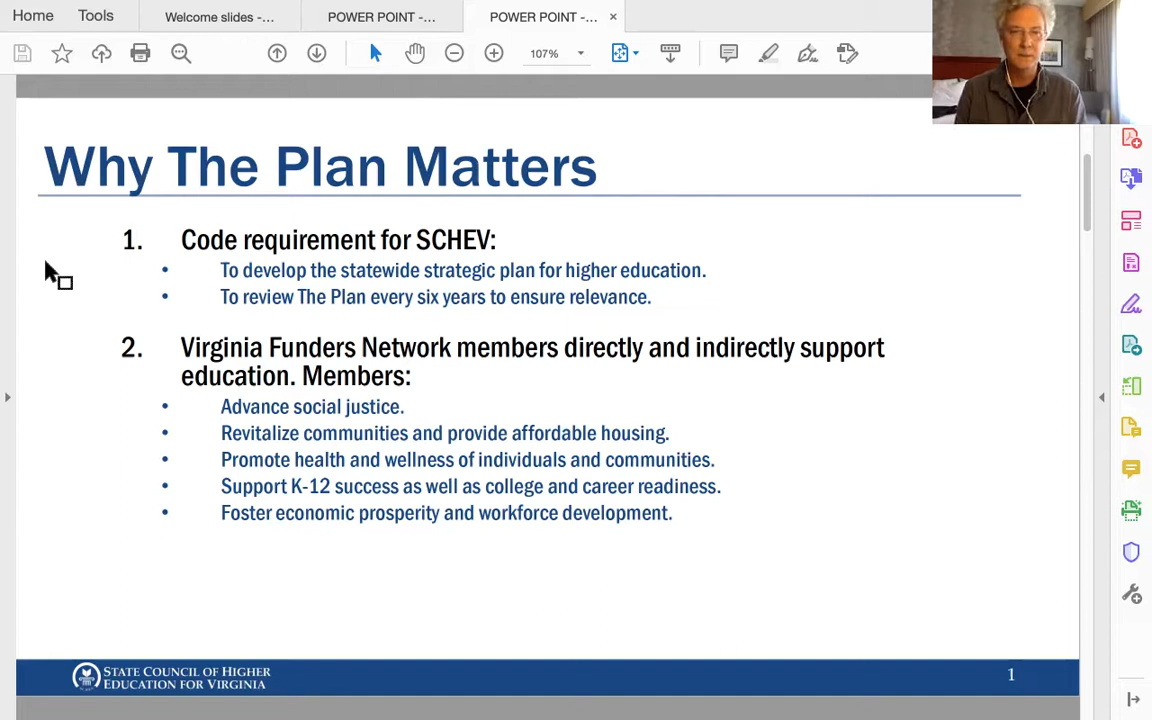 Home Tools Welcome slides - ... POWER POINT -... POWER POINT -... ×
107%
Why The Plan Matters
1. Code requirement for SCHEV:
• To develop the statewide strategic plan for higher education.
• To review The Plan every six years to ensure relevance.
2. Virginia Funders Network members directly and indirectly support
education. Members:
• Advance social justice.
• Revitalize communities and provide affordable housing.
• Promote health and wellness of individuals and communities.
• Support K-12 success as well as college and career readiness.
• Foster economic prosperity and workforce development.
STATE COUNCIL OF HIGHER
EDUCATION FOR VIRGINIA
1